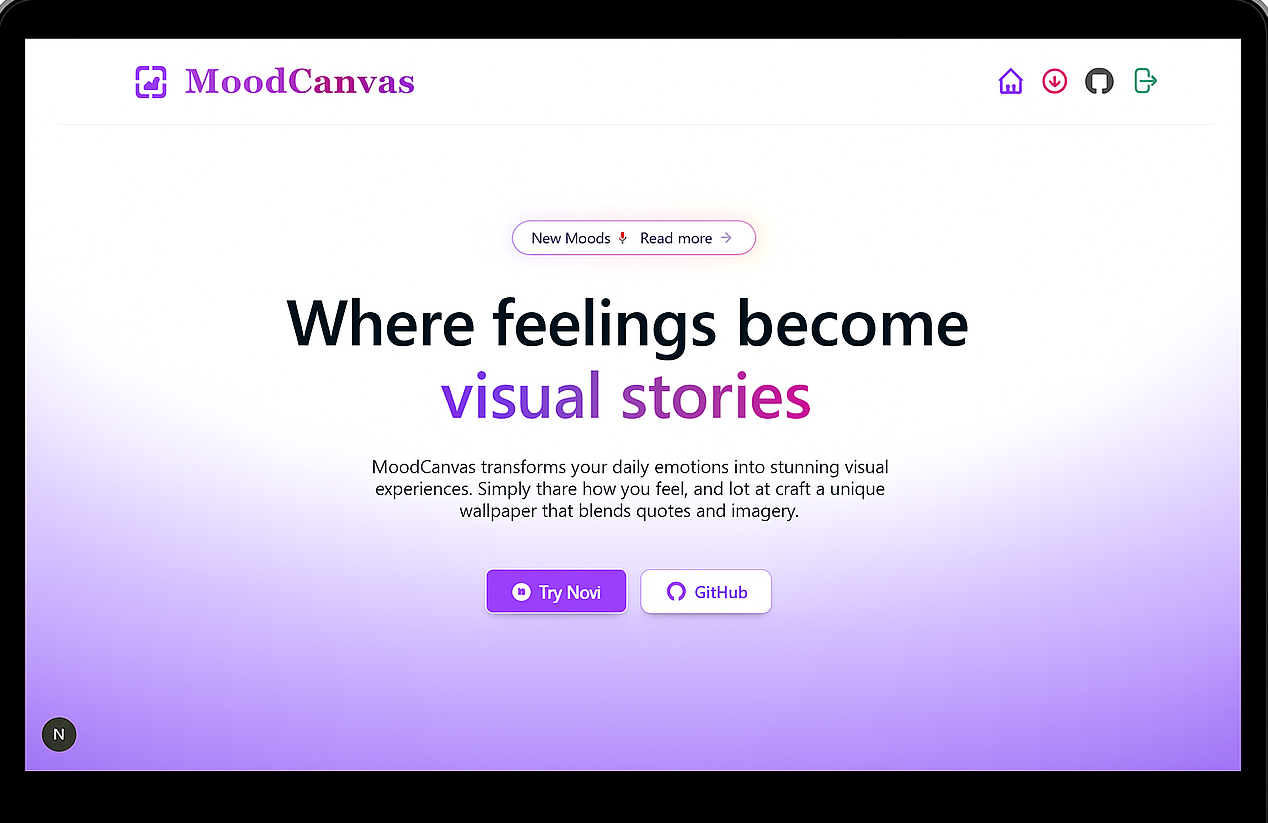 MoodCanvas
New Moods Read more
Where feelings become
visual stories
MoodCanvas transforms your daily emotions into stunning visual
experiences. Simply thare how you feel, and lot at craft a unique
wallpaper that blends quotes and imagery.
Try Novi
GitHub
N